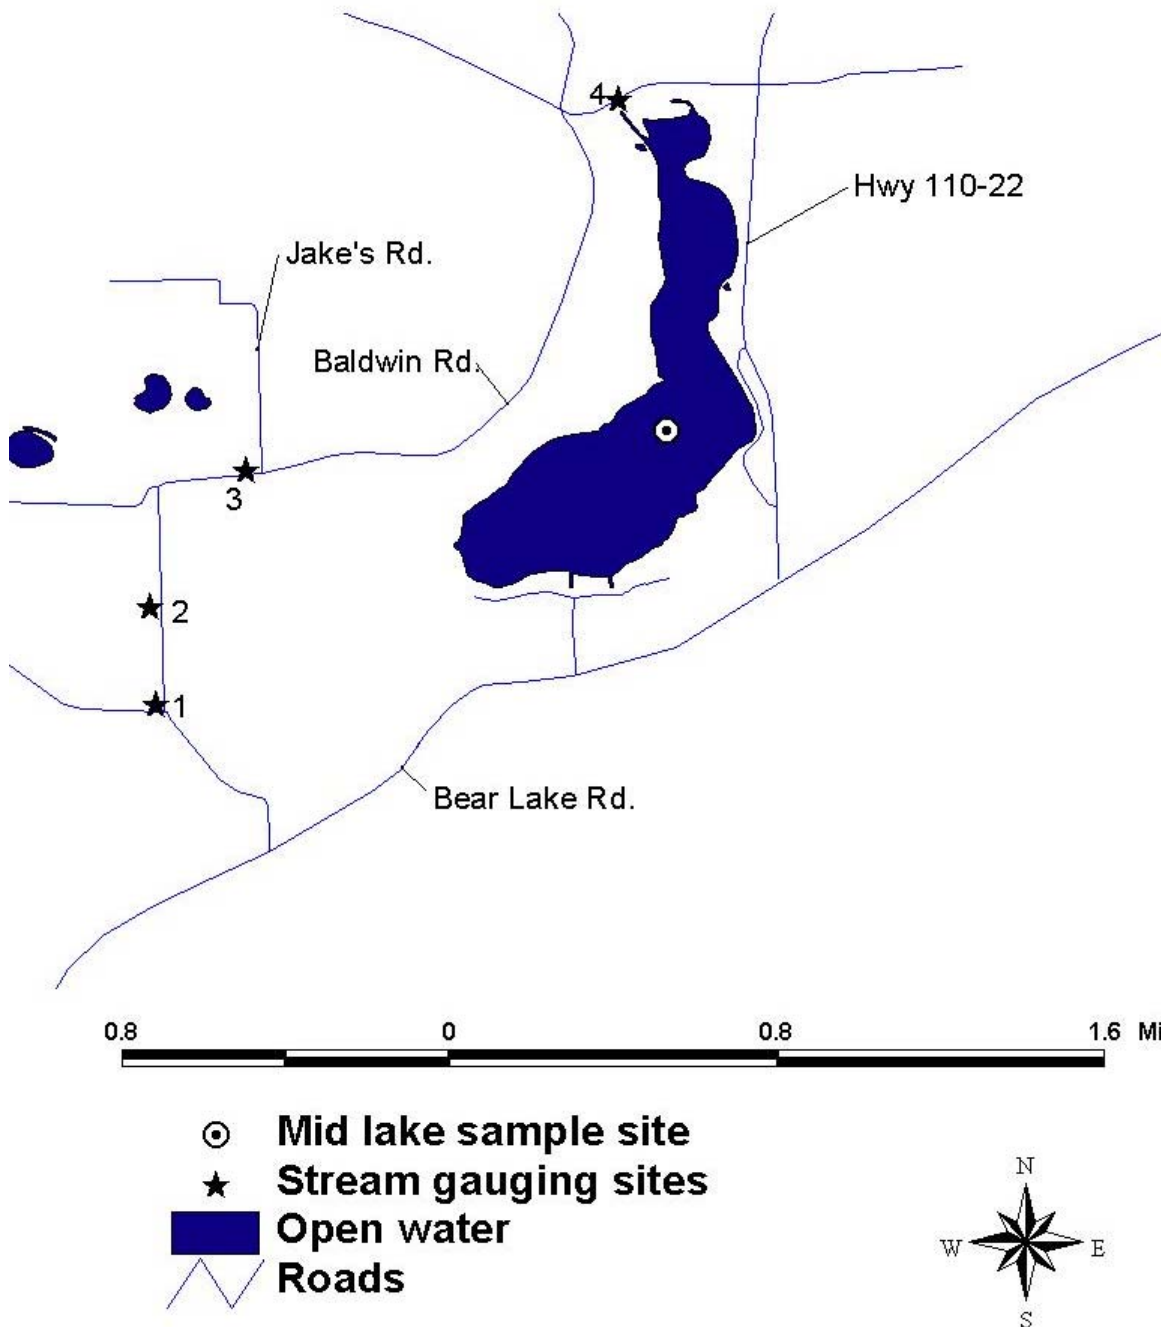 4
Hwy 110-22
Jake's Rd.
Baldwin Rd.
3
2
1
Bear Lake Rd.
0.8 0 0.8 1.6 Mi
Mid lake sample site
Stream gauging sites
Open water
Roads
N
W E
S